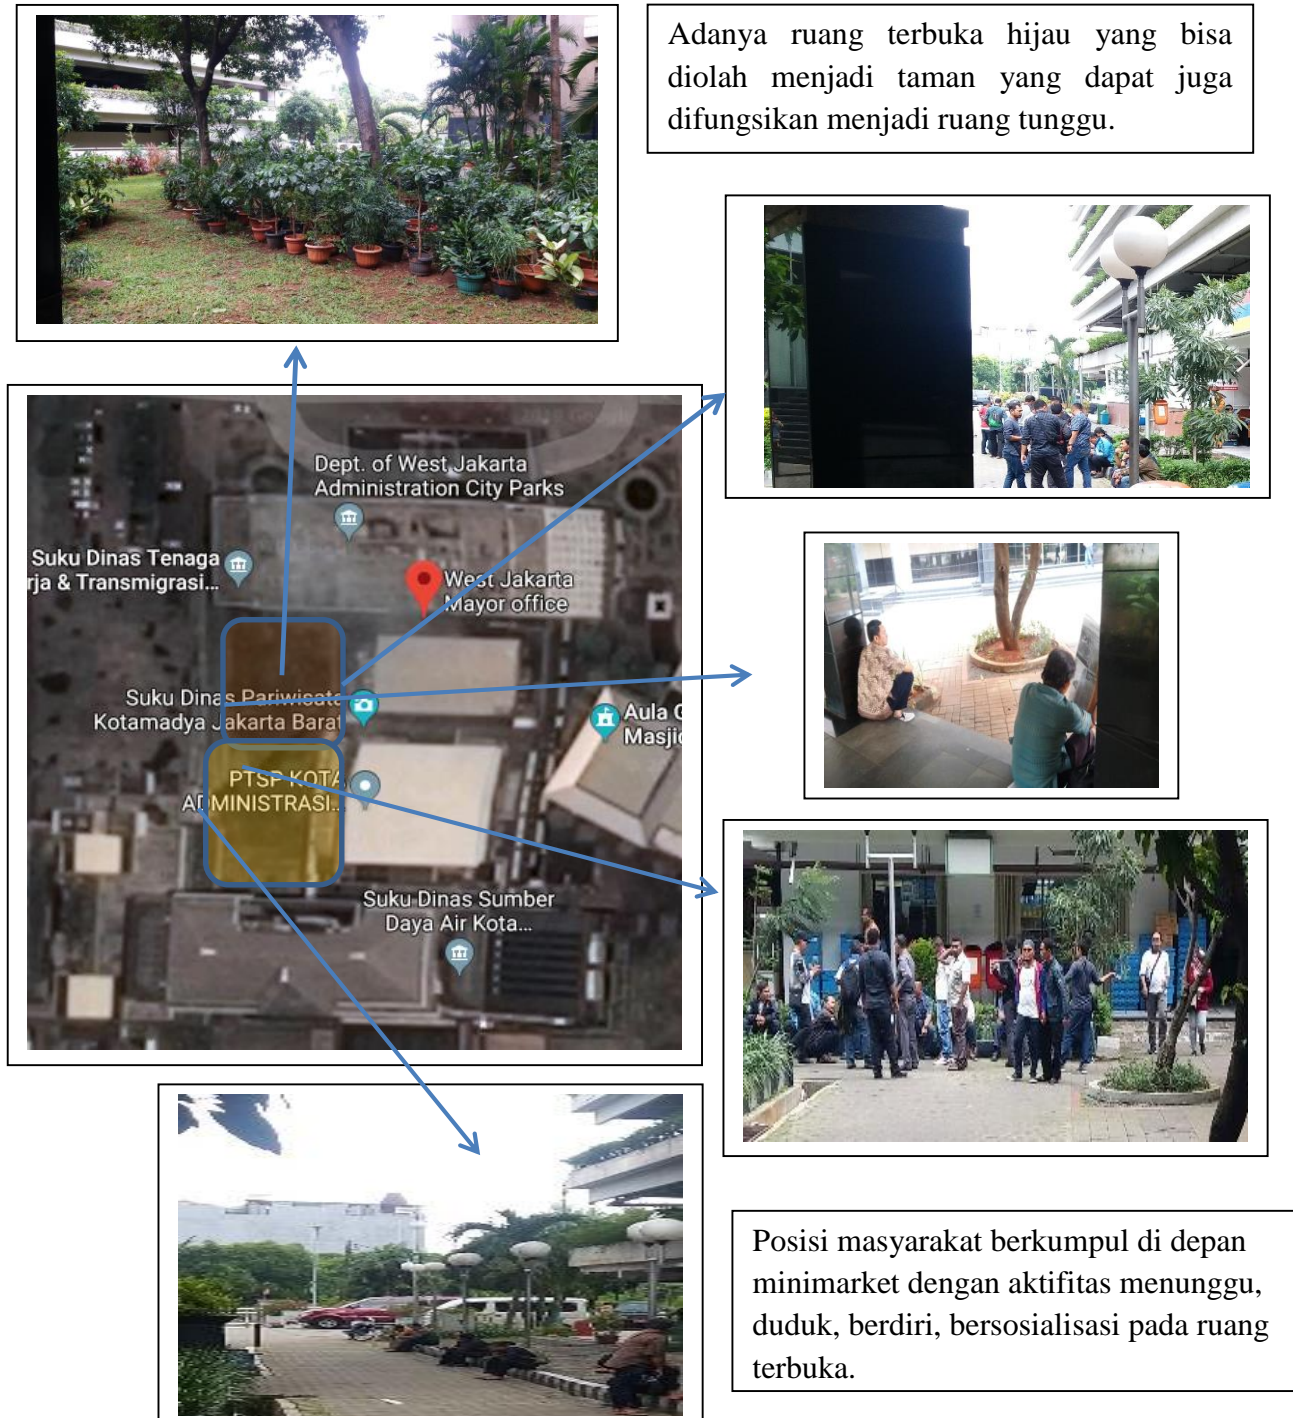 Adanya ruang terbuka hijau yang bisa
diolah menjadi taman yang dapat juga
difungsikan menjadi ruang tunggu.
Dept. of West Jakarta
Administration City Parks
Suku Dinas Tenaga
rja & Transmigrasi...
West Jakarta
Mayor office
Suku Dinas Pariwisata
Kotamadya Jakarta Barat
Aula G
Masjid
PTSP KOTA
ADMINISTRASI...
Suku Dinas Sumber
Daya Air Kota...
Posisi masyarakat berkumpul di depan
minimarket dengan aktifitas menunggu,
duduk, berdiri, bersosialisasi pada ruang
terbuka.